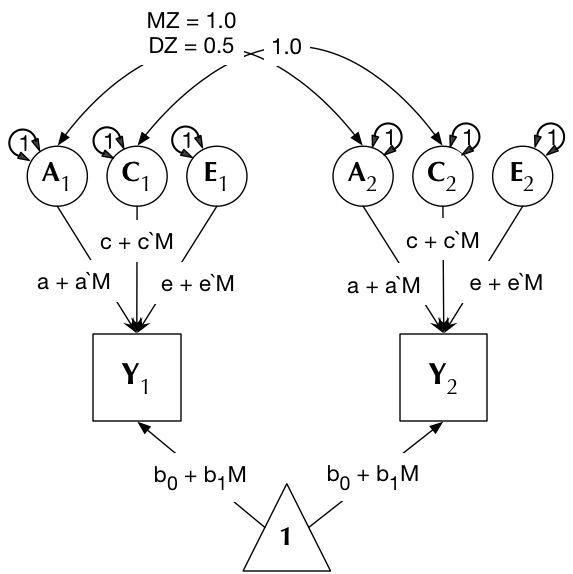 MZ = 1.0
DZ = 0.5
1.0
1 1 1 1 1 1
A1 C1 E1 A2 C2 E2
c + c`M c + c`M
a + a`M e + e`M a + a`M e + e`M
Y1 Y2
b0 + b1M b0 + b1M
1